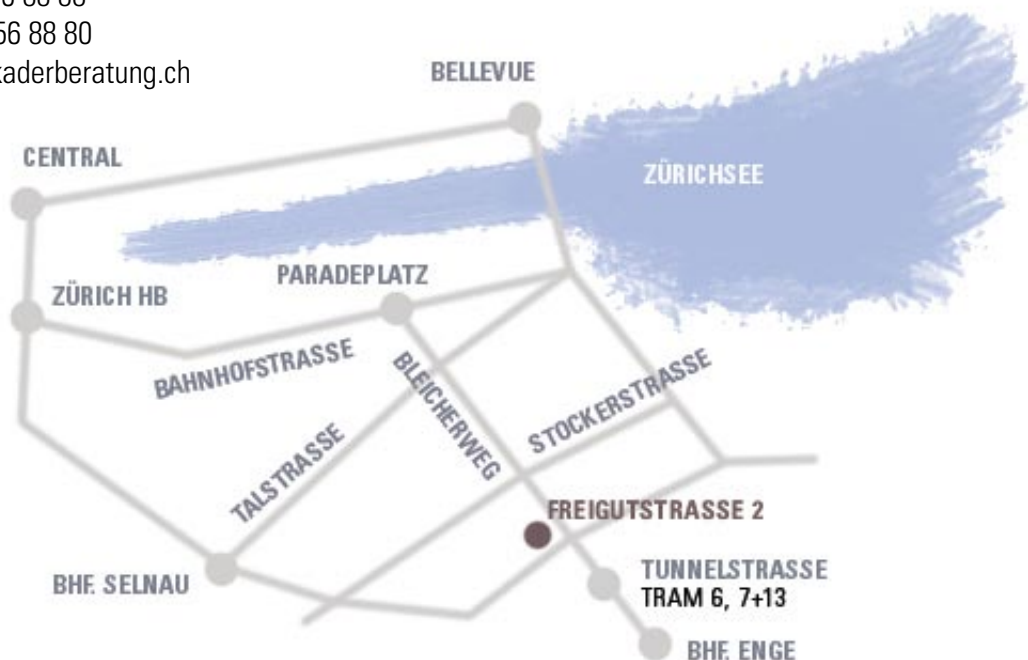 56 88 80
kaderberatung.ch
BELLEVUE
CENTRAL
ZÜRICHSEE
PARADEPLATZ
ZÜRICH HB
BAHNHOFSTRASSE
BLEICHERWEG
STOCKERSTRASSE
TALSTRASSE
FREIGUTSTRASSE 2
BHF. SELNAU
TUNNELSTRASSE
TRAM 6, 7+13
BHF. ENGE